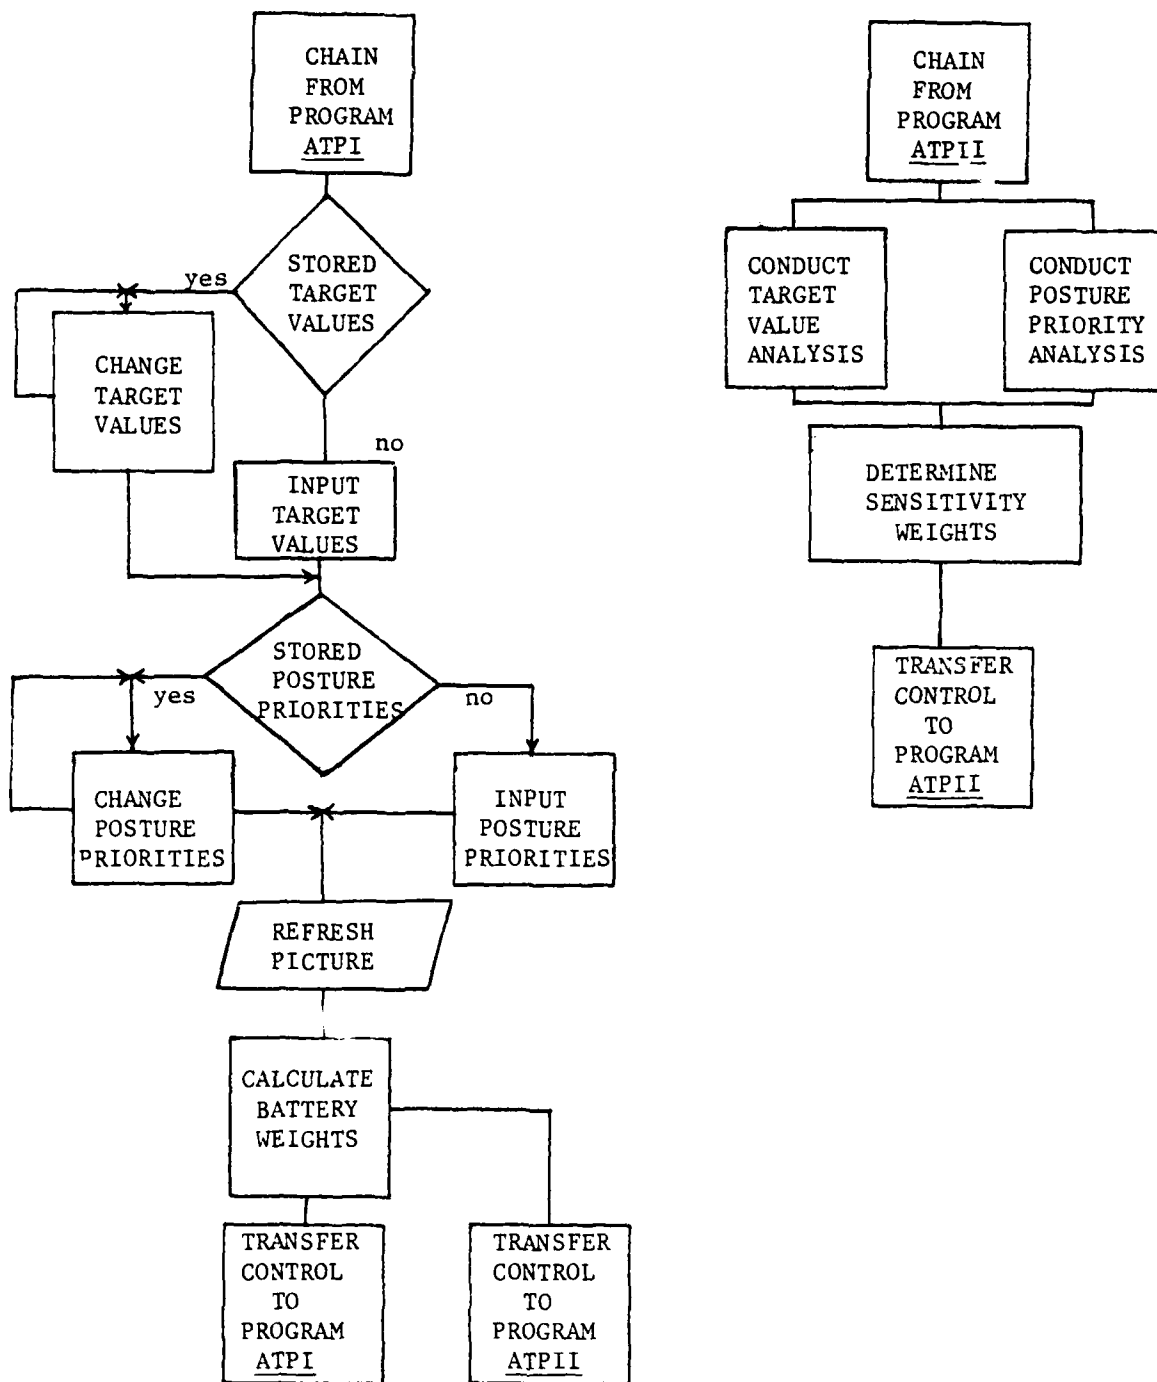 CHAIN
FROM
PROGRAM
ATPI
STORED
TARGET
VALUES
yes
CHANGE
TARGET
VALUES
no
INPUT
TARGET
VALUES
STORED
POSTURE
PRIORITIES
yes
no
CHANGE
POSTURE
PRIORITIES
INPUT
POSTURE
PRIORITIES
REFRESH
PICTURE
CALCULATE
BATTERY
WEIGHTS
TRANSFER
CONTROL
TO
PROGRAM
ATPI
TRANSFER
CONTROL
TO
PROGRAM
ATPII
CHAIN
FROM
PROGRAM
ATPII
CONDUCT
TARGET
VALUE
ANALYSIS
CONDUCT
POSTURE
PRIORITY
ANALYSIS
DETERMINE
SENSITIVITY
WEIGHTS
TRANSFER
CONTROL
TO
PROGRAM
ATPII